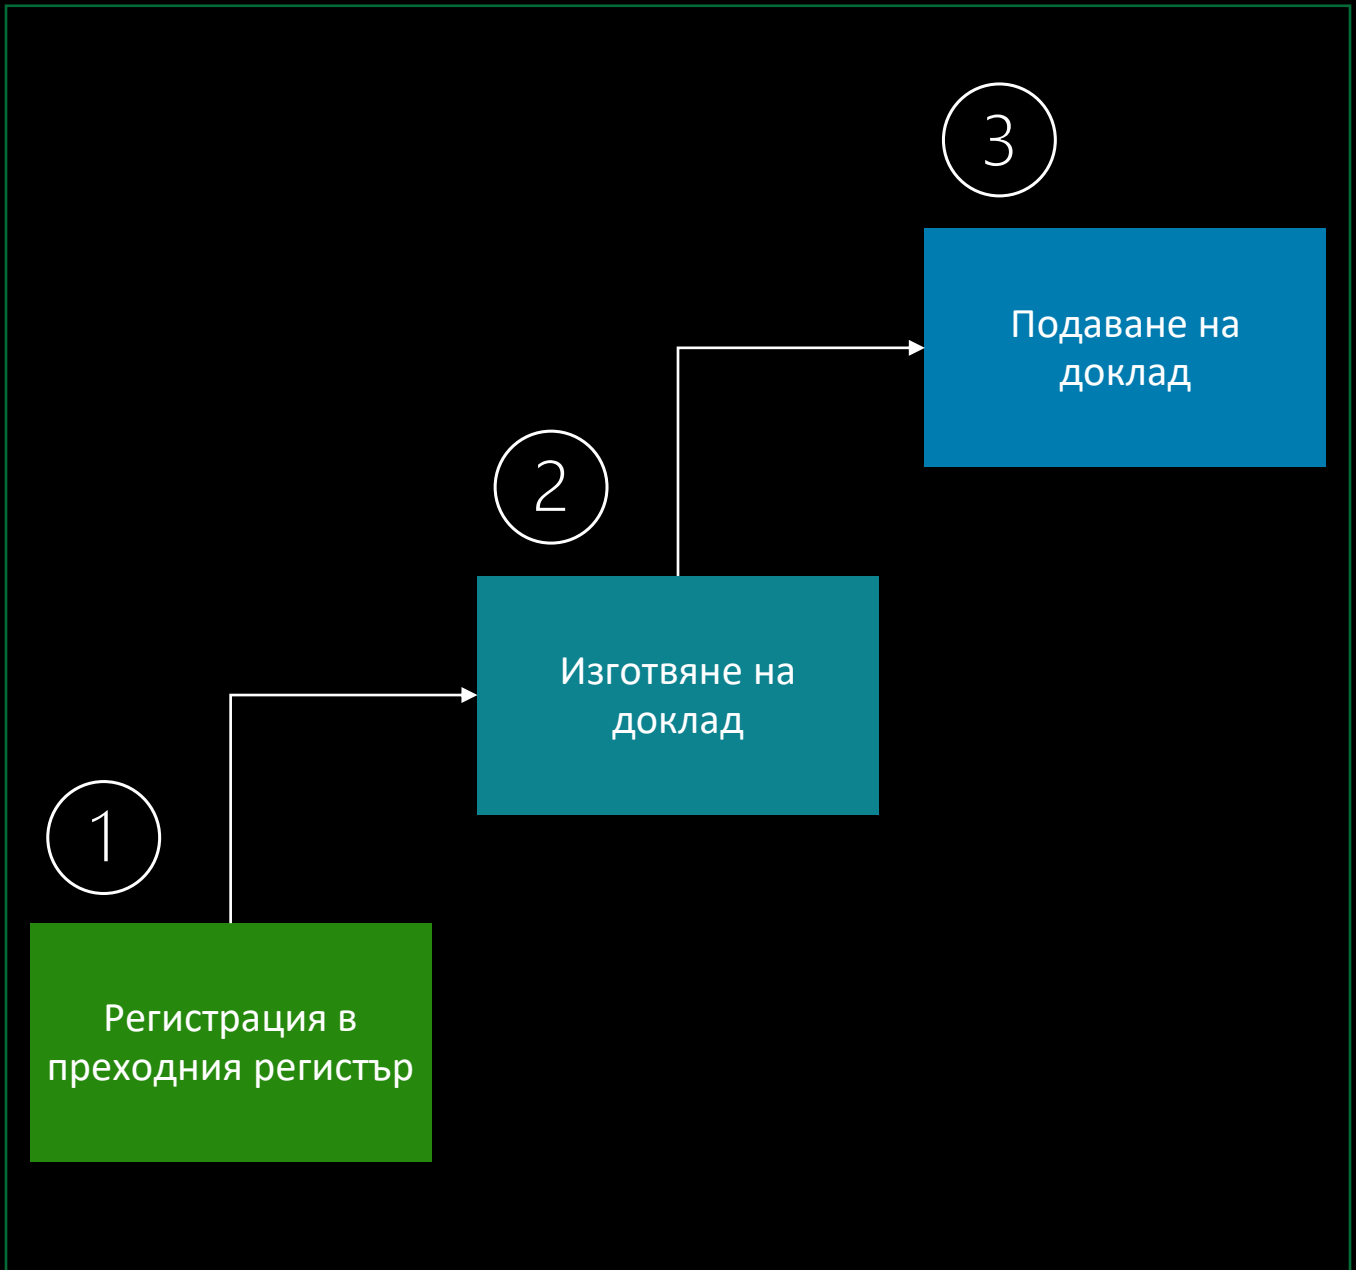 3
Подаване на
доклад
2
Изготвяне на
доклад
1
Регистрация в
преходния регистър